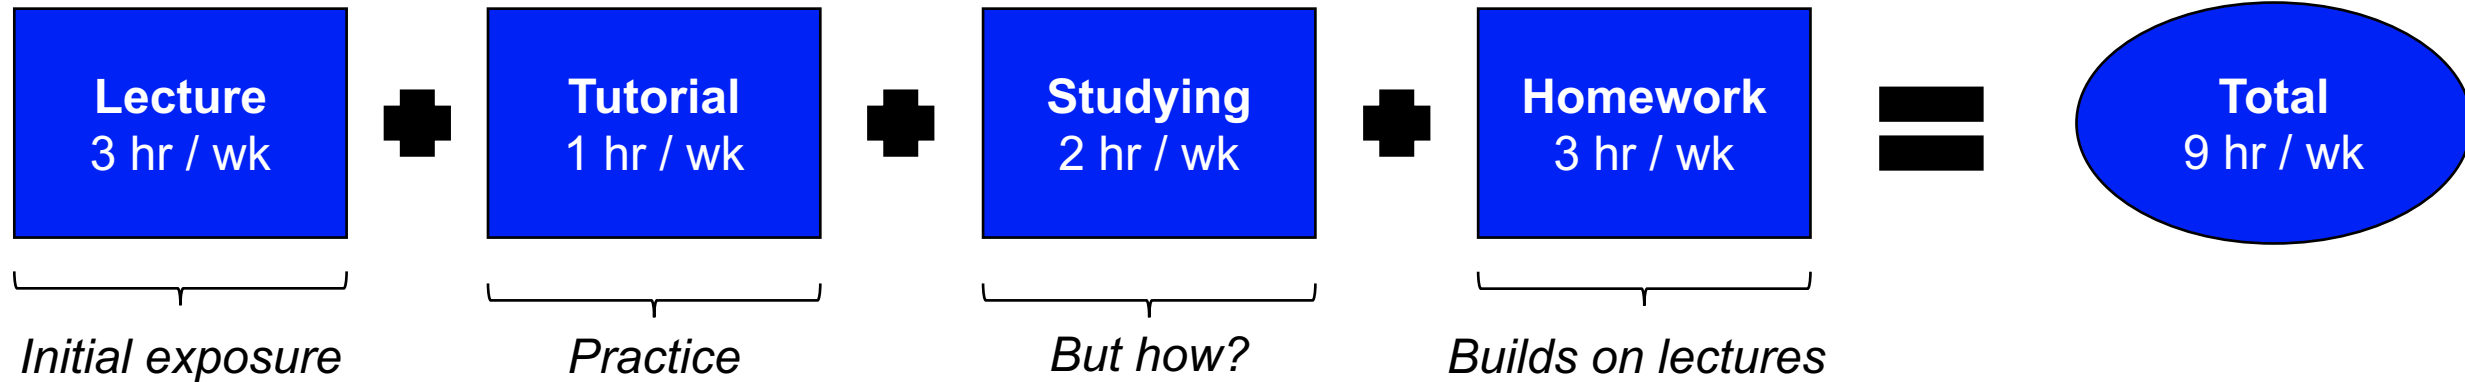 Lecture
3 hr / wk
Tutorial
1 hr / wk
Studying
2 hr / wk
Homework
3 hr / wk
Total
9 hr / wk
Initial exposure
Practice
But how?
Builds on lectures